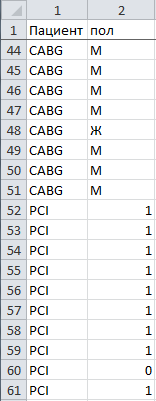 1 2
1 Пациент пол
44 CABG М
45 CABG М
46 CABG М
47 CABG М
48 CABG Ж
49 CABG М
50 CABG М
51 CABG М
52 PCI 1
53 PCI 1
54 PCI 1
55 PCI 1
56 PCI 1
57 PCI 1
58 PCI 1
59 PCI 1
60 PCI 0
61 PCI 1